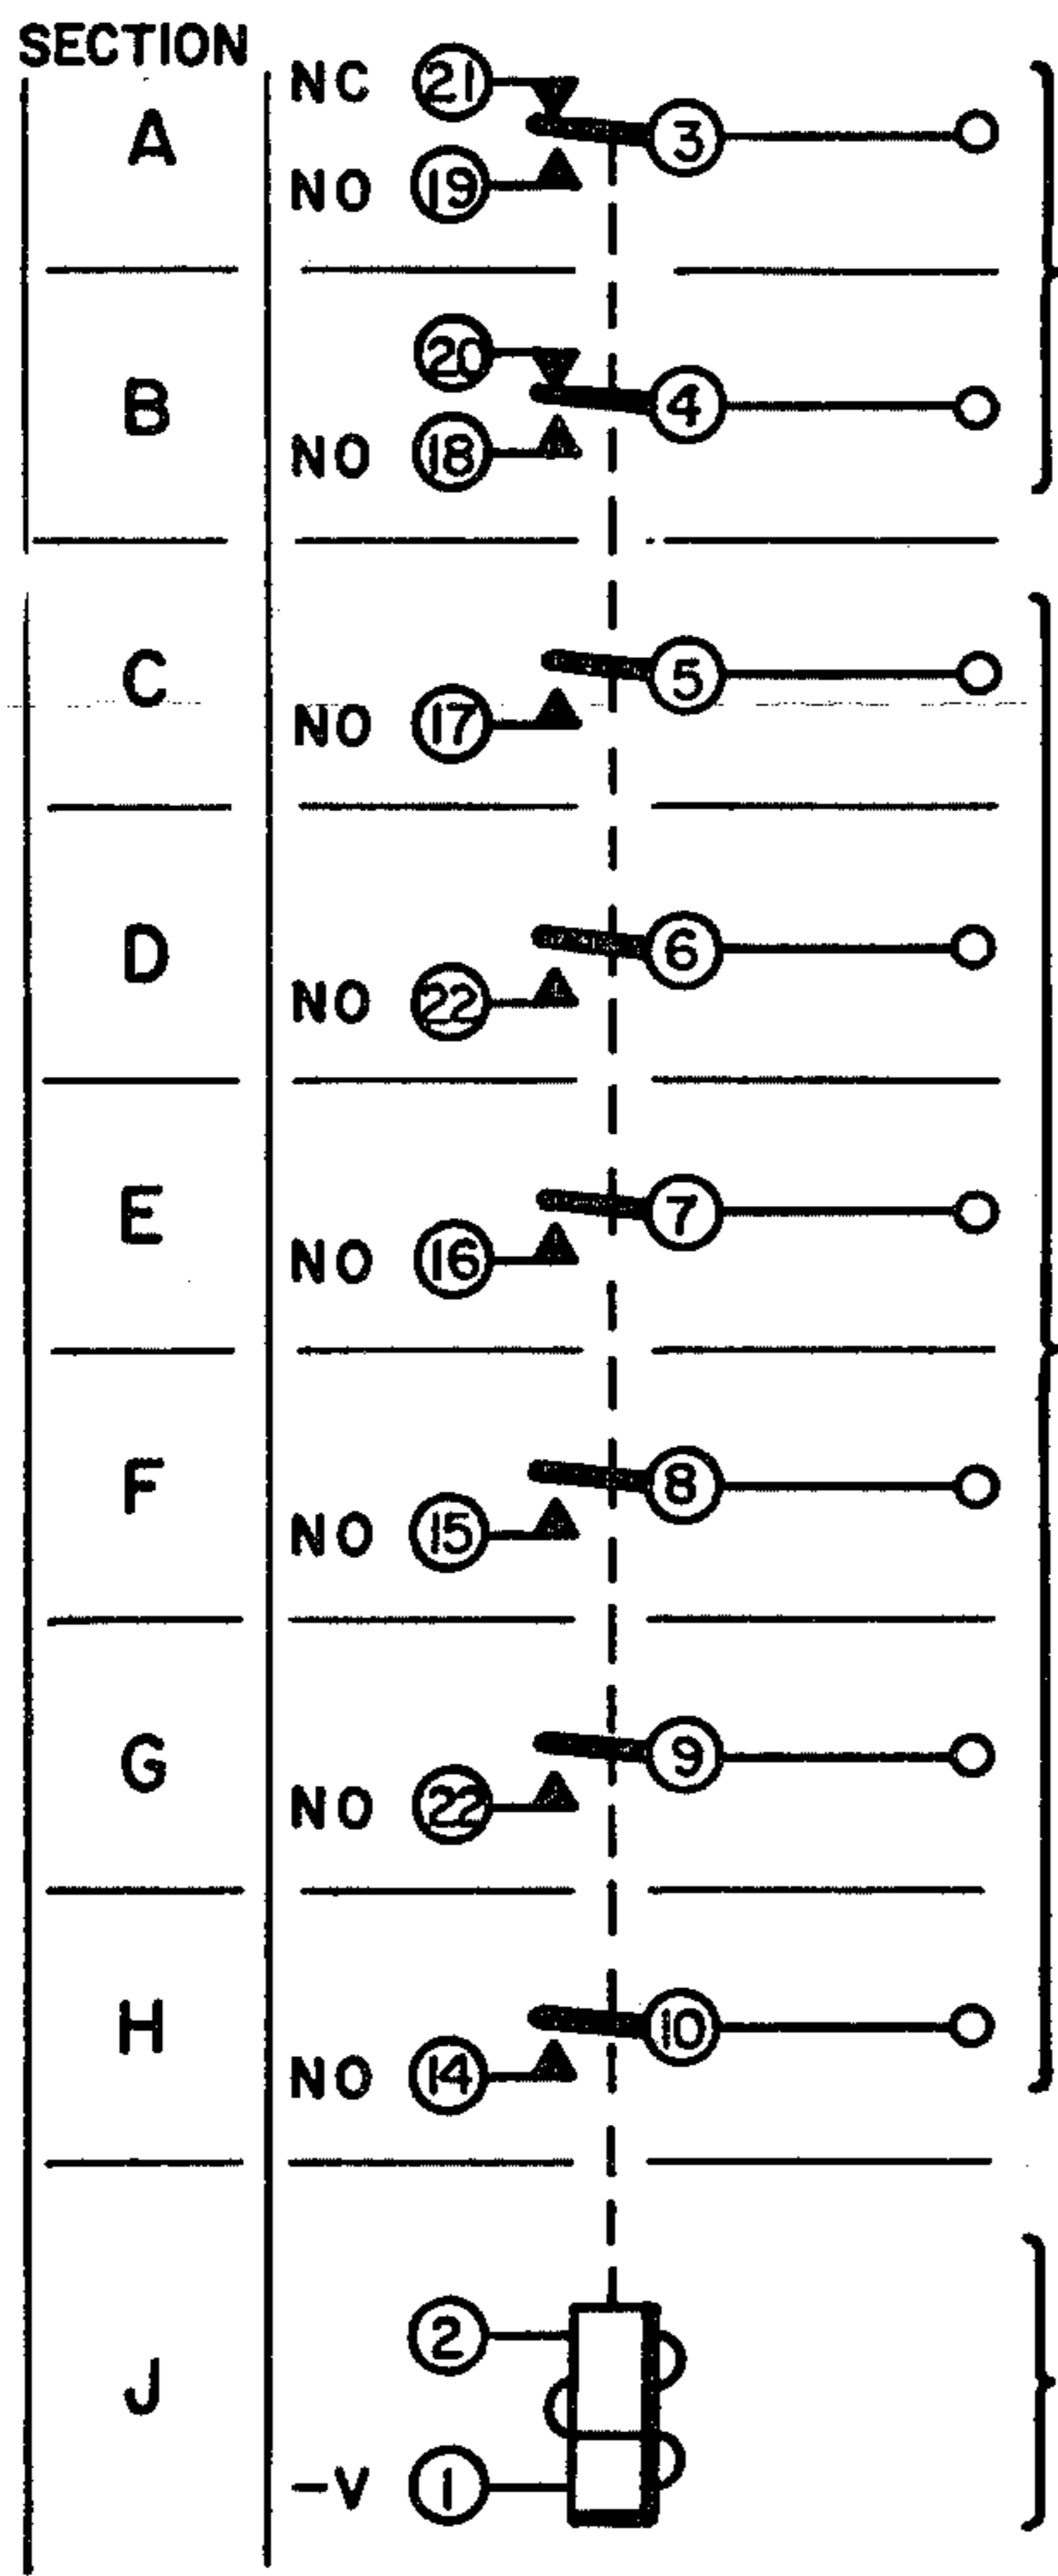 SECTION
A NC 21 3
NO 19
B 20 4
NO 18
C 5
NO 17
D 6
NO 22
E 7
NO 16
F 8
NO 15
G 9
NO 22
H 10
NO 14
J 2
-V 1